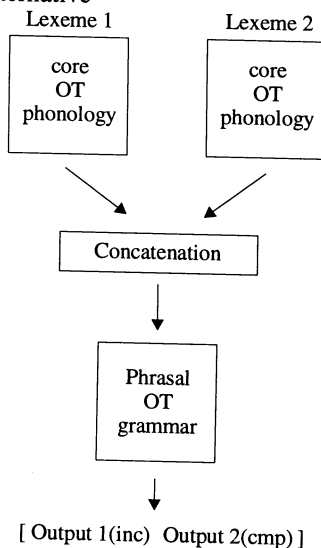 Lexeme 1 Lexeme 2
core core
OT OT
phonology phonology
Concatenation
Phrasal
OT
grammar
[ Output 1(inc) Output 2(cmp) ]